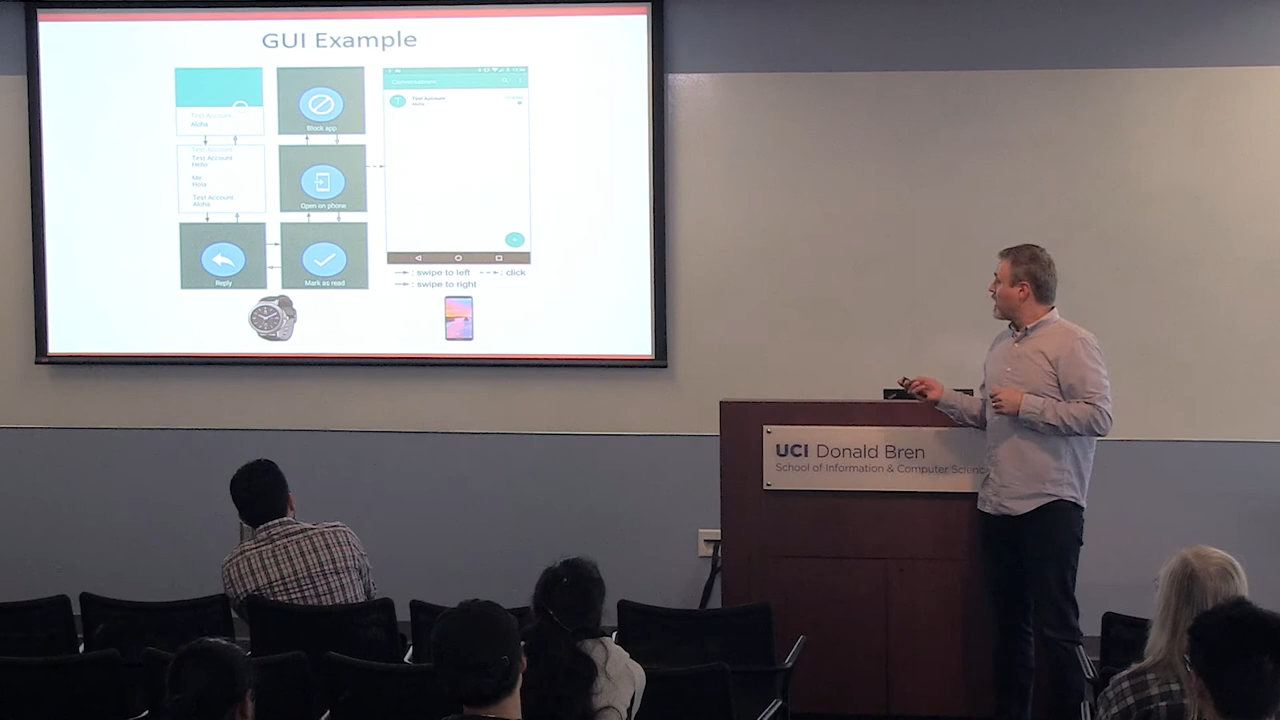 GUI Example
Test Account
Aloha
Test Account
Hello
Me
Hola
Test Account
Aloha
Reply
Block app
Open on phone
Mark as read
Conversations
T
Test Account
Aloha
: swipe to left
: click
: swipe to right
UCI Donald Bren
School of Information & Computer Scienc